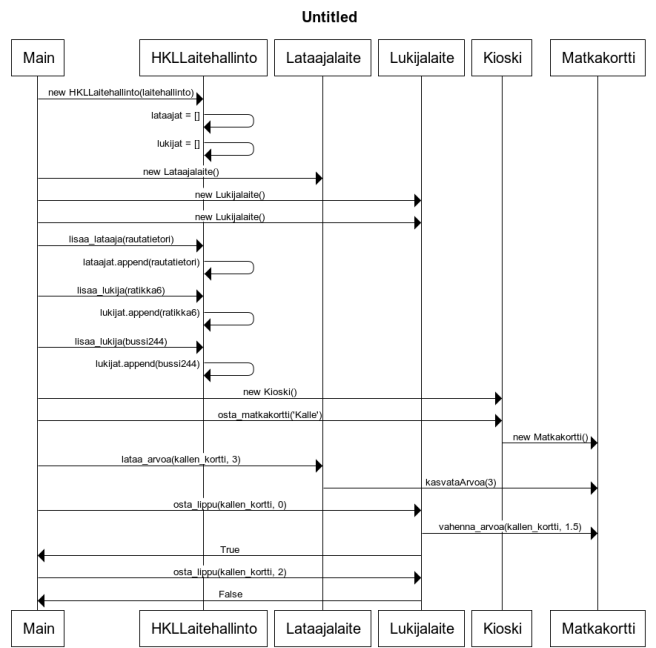 Untitled
Main HKLLaitehallinto Lataajalaite Lukijalaite Kioski Matkakortti
new HKLLaitehallinto(laitehallinto)
lataajat = []
lukijat = []
new Lataajalaite()
new Lukijalaite()
new Lukijalaite()
lisaa_lataaja(rautatietori)
lataajat.append(rautatietori)
lisaa_lukija(ratikka6)
lukijat.append(ratikka6)
lisaa_lukija(bussi244)
lukijat.append(bussi244)
new Kioski()
osta_matkakortti('Kalle')
new Matkakortti()
lataa_arvoa(kallen_kortti, 3)
kasvataArvoa(3)
osta_lippu(kallen_kortti, 0)
vahenna_arvoa(kallen_kortti, 1.5)
True
osta_lippu(kallen_kortti, 2)
False
Main HKLLaitehallinto Lataajalaite Lukijalaite Kioski Matkakortti